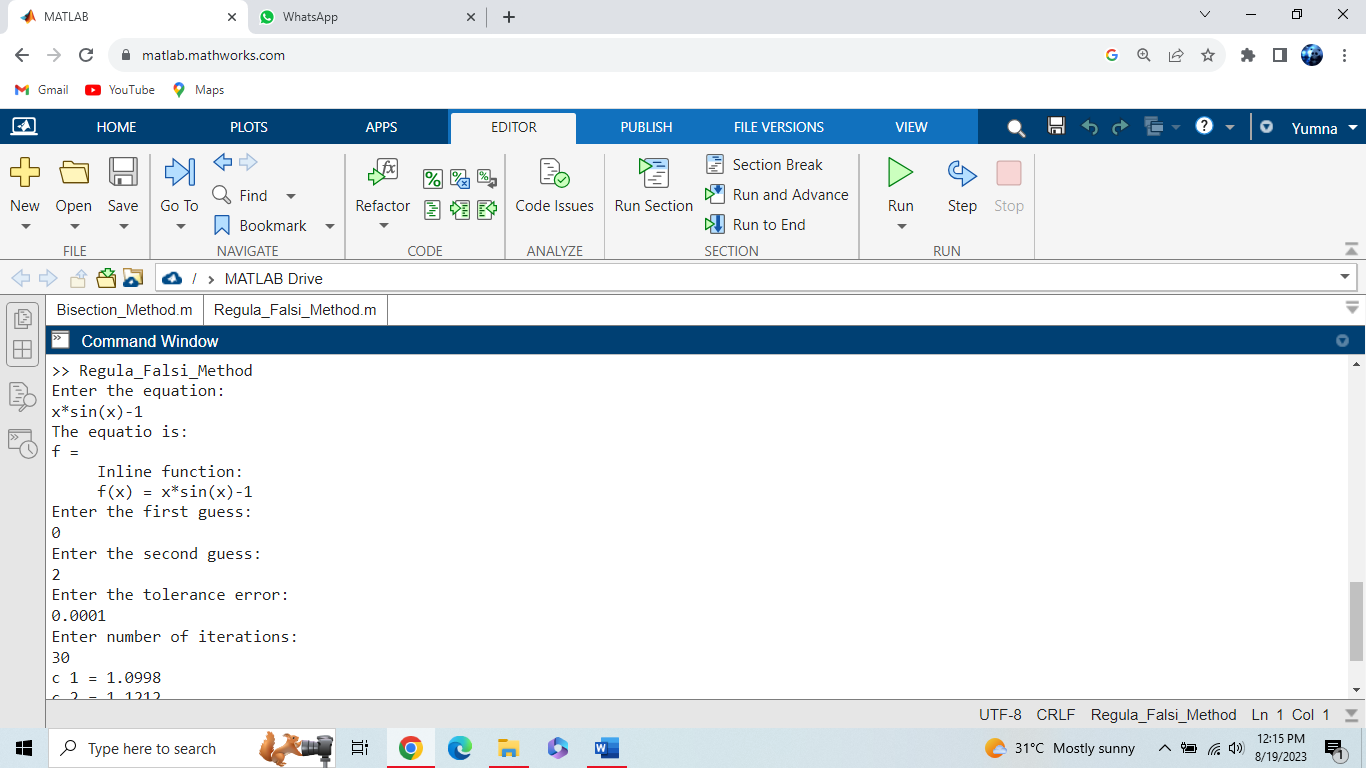 MATLAB
WhatsApp
matlab.mathworks.com
Gmail YouTube Maps
HOME PLOTS APPS EDITOR PUBLISH FILE VERSIONS VIEW Yumna
New Open Save
FILE
Go To
Find
Bookmark
NAVIGATE
Refactor
CODE
Code Issues
ANALYZE
Run Section
Section Break
Run and Advance
Run to End
SECTION
Run Step Stop
RUN
/ › MATLAB Drive
Bisection_Method.m Regula_Falsi_Method.m
Command Window
>> Regula_Falsi_Method
Enter the equation:
x*sin(x)-1
The equatio is:
f =
Inline function:
f(x) = x*sin(x)-1
Enter the first guess:
0
Enter the second guess:
2
Enter the tolerance error:
0.0001
Enter number of iterations:
30
c 1 = 1.0998
c 2 = 1.1212
UTF-8 CRLF Regula_Falsi_Method Ln 1 Col 1
Type here to search
31°C Mostly sunny
12:15 PM
8/19/2023
1